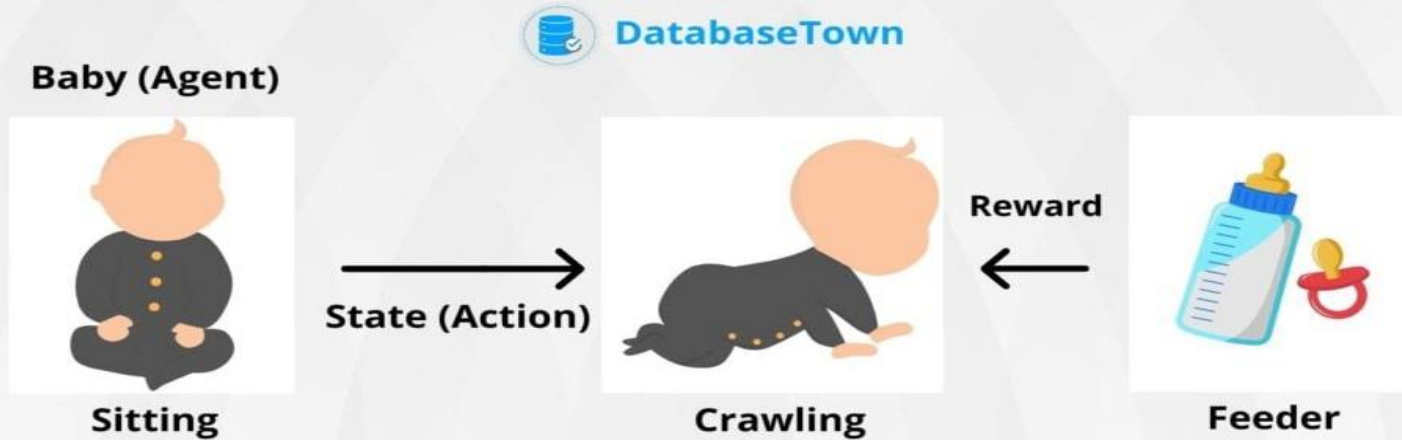 DatabaseTown
Baby (Agent)
Reward
State (Action)
Sitting
Crawling
Feeder